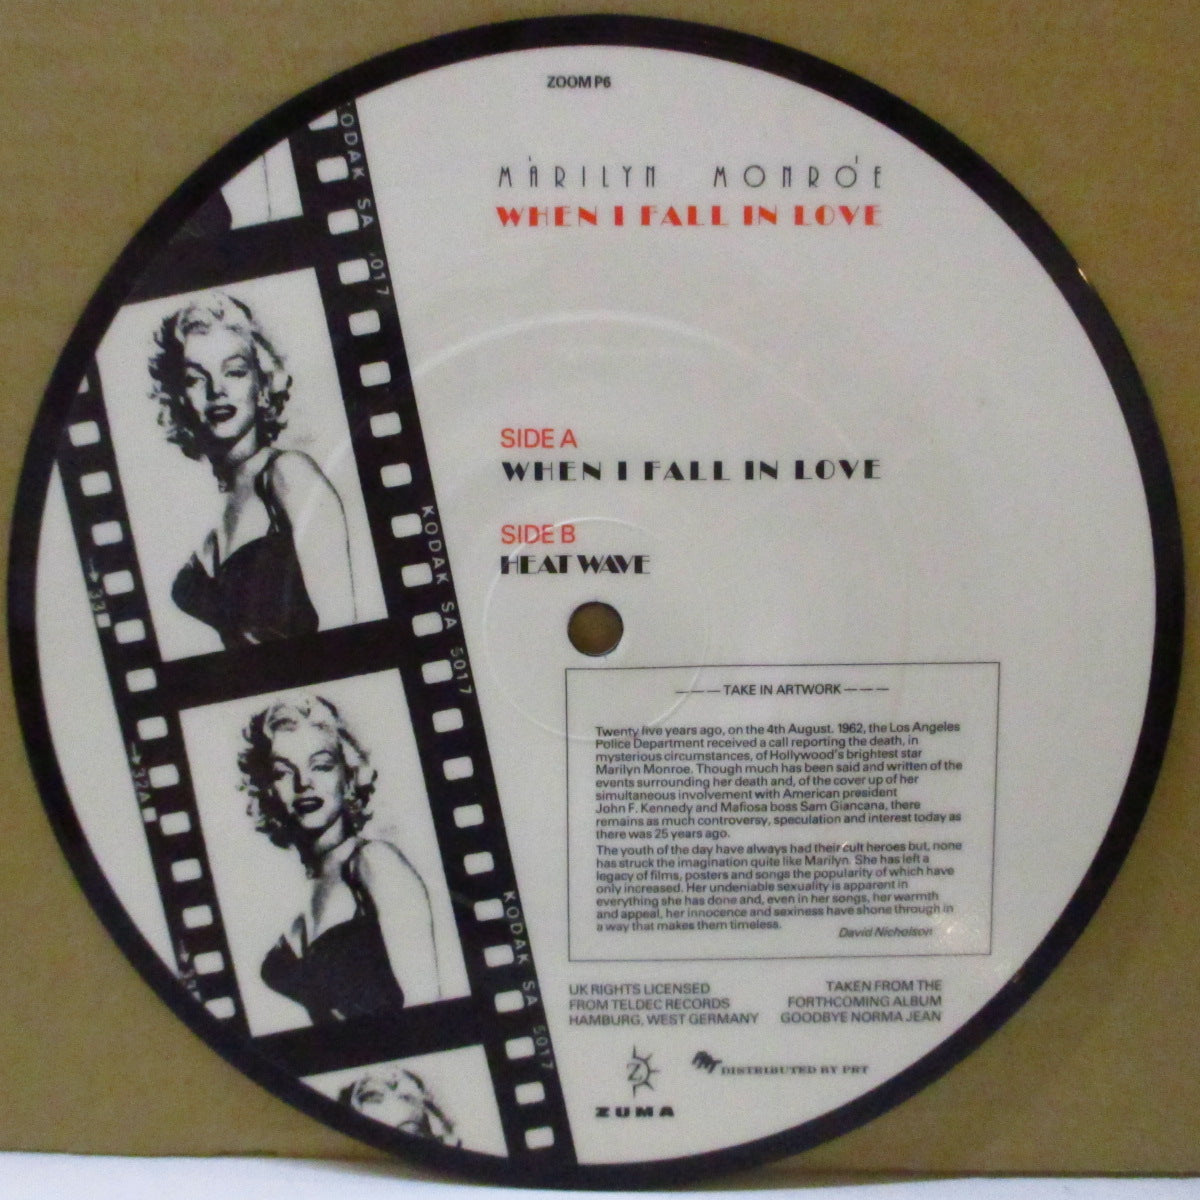 ZOOM P6
MÀRILYN MONRÓE
WHEN I FALL IN LOVE
SIDE A
WHEN I FALL IN LOVE
SIDE B
HEAT WAVE
— — — TAKE IN ARTWORK — — —
Twenty five years ago, on the 4th August. 1962, the Los Angeles
Police Department received a call reporting the death, in
mysterious circumstances, of Hollywood's brightest star
Marilyn Monroe. Though much has been said and written of the
events surrounding her death and, of the cover up of her
simultaneous involvement with American president
John F. Kennedy and Mafiosa boss Sam Giancana, there
remains as much controversy, speculation and interest today as
there was 25 years ago.
The youth of the day have always had their cult heroes but, none
has struck the imagination quite like Marilyn. She has left a
legacy of films, posters and songs the popularity of which have
only increased. Her undeniable sexuality is apparent in
everything she has done and, even in her songs, her warmth
and appeal, her innocence and sexiness have shone through in
a way that makes them timeless.
David Nicholson
UK RIGHTS LICENSED
FROM TELDEC RECORDS
HAMBURG, WEST GERMANY
TAKEN FROM THE
FORTHCOMING ALBUM
GOODBYE NORMA JEAN
Z
ZUMA
PRT DISTRIBUTED BY PRT
KODAK SA 5017
KODAK SA 5017
KODAK SA 5017
→ 33
→ 32A
→ 33